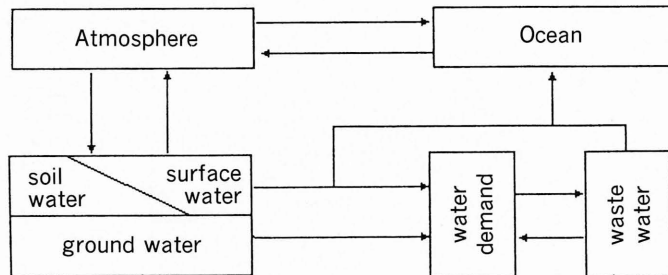 Atmosphere
Ocean
soil
water
surface
water
ground water
water
demand
waste
water